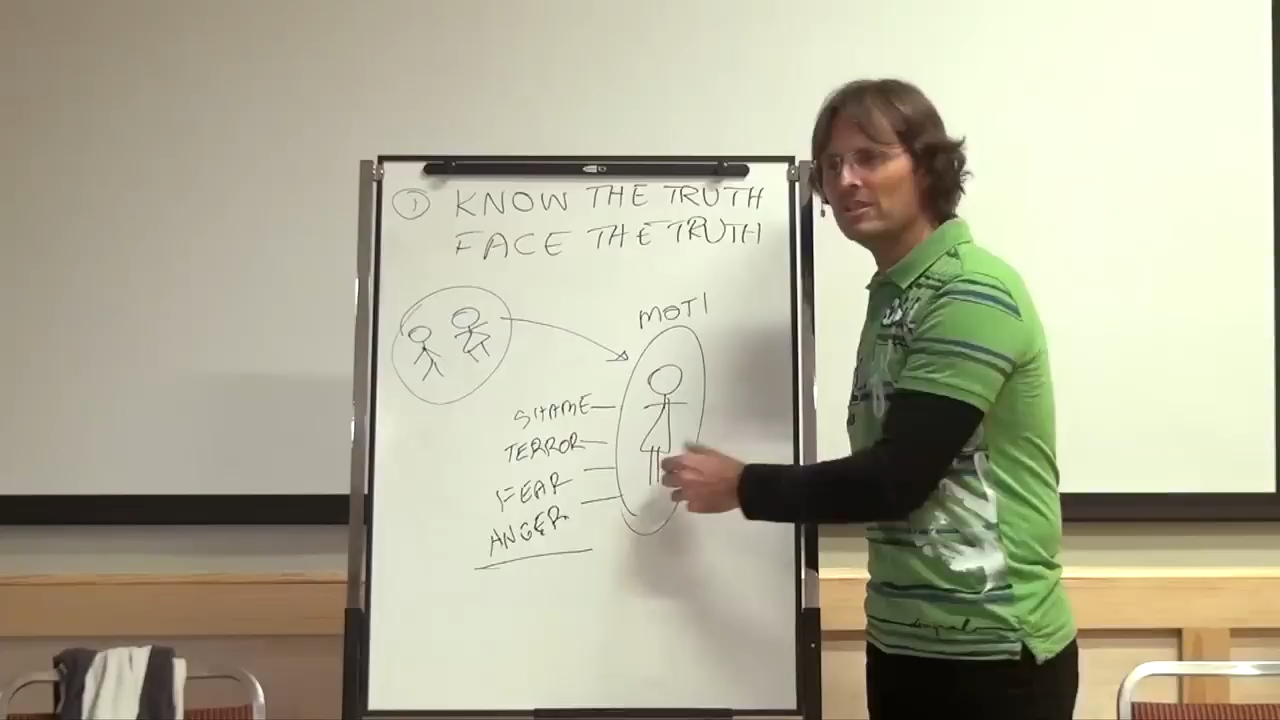 ① KNOW THE TRUTH
FACE THE TRUTH
MOTI
SHAME
TERROR
FEAR
ANGER